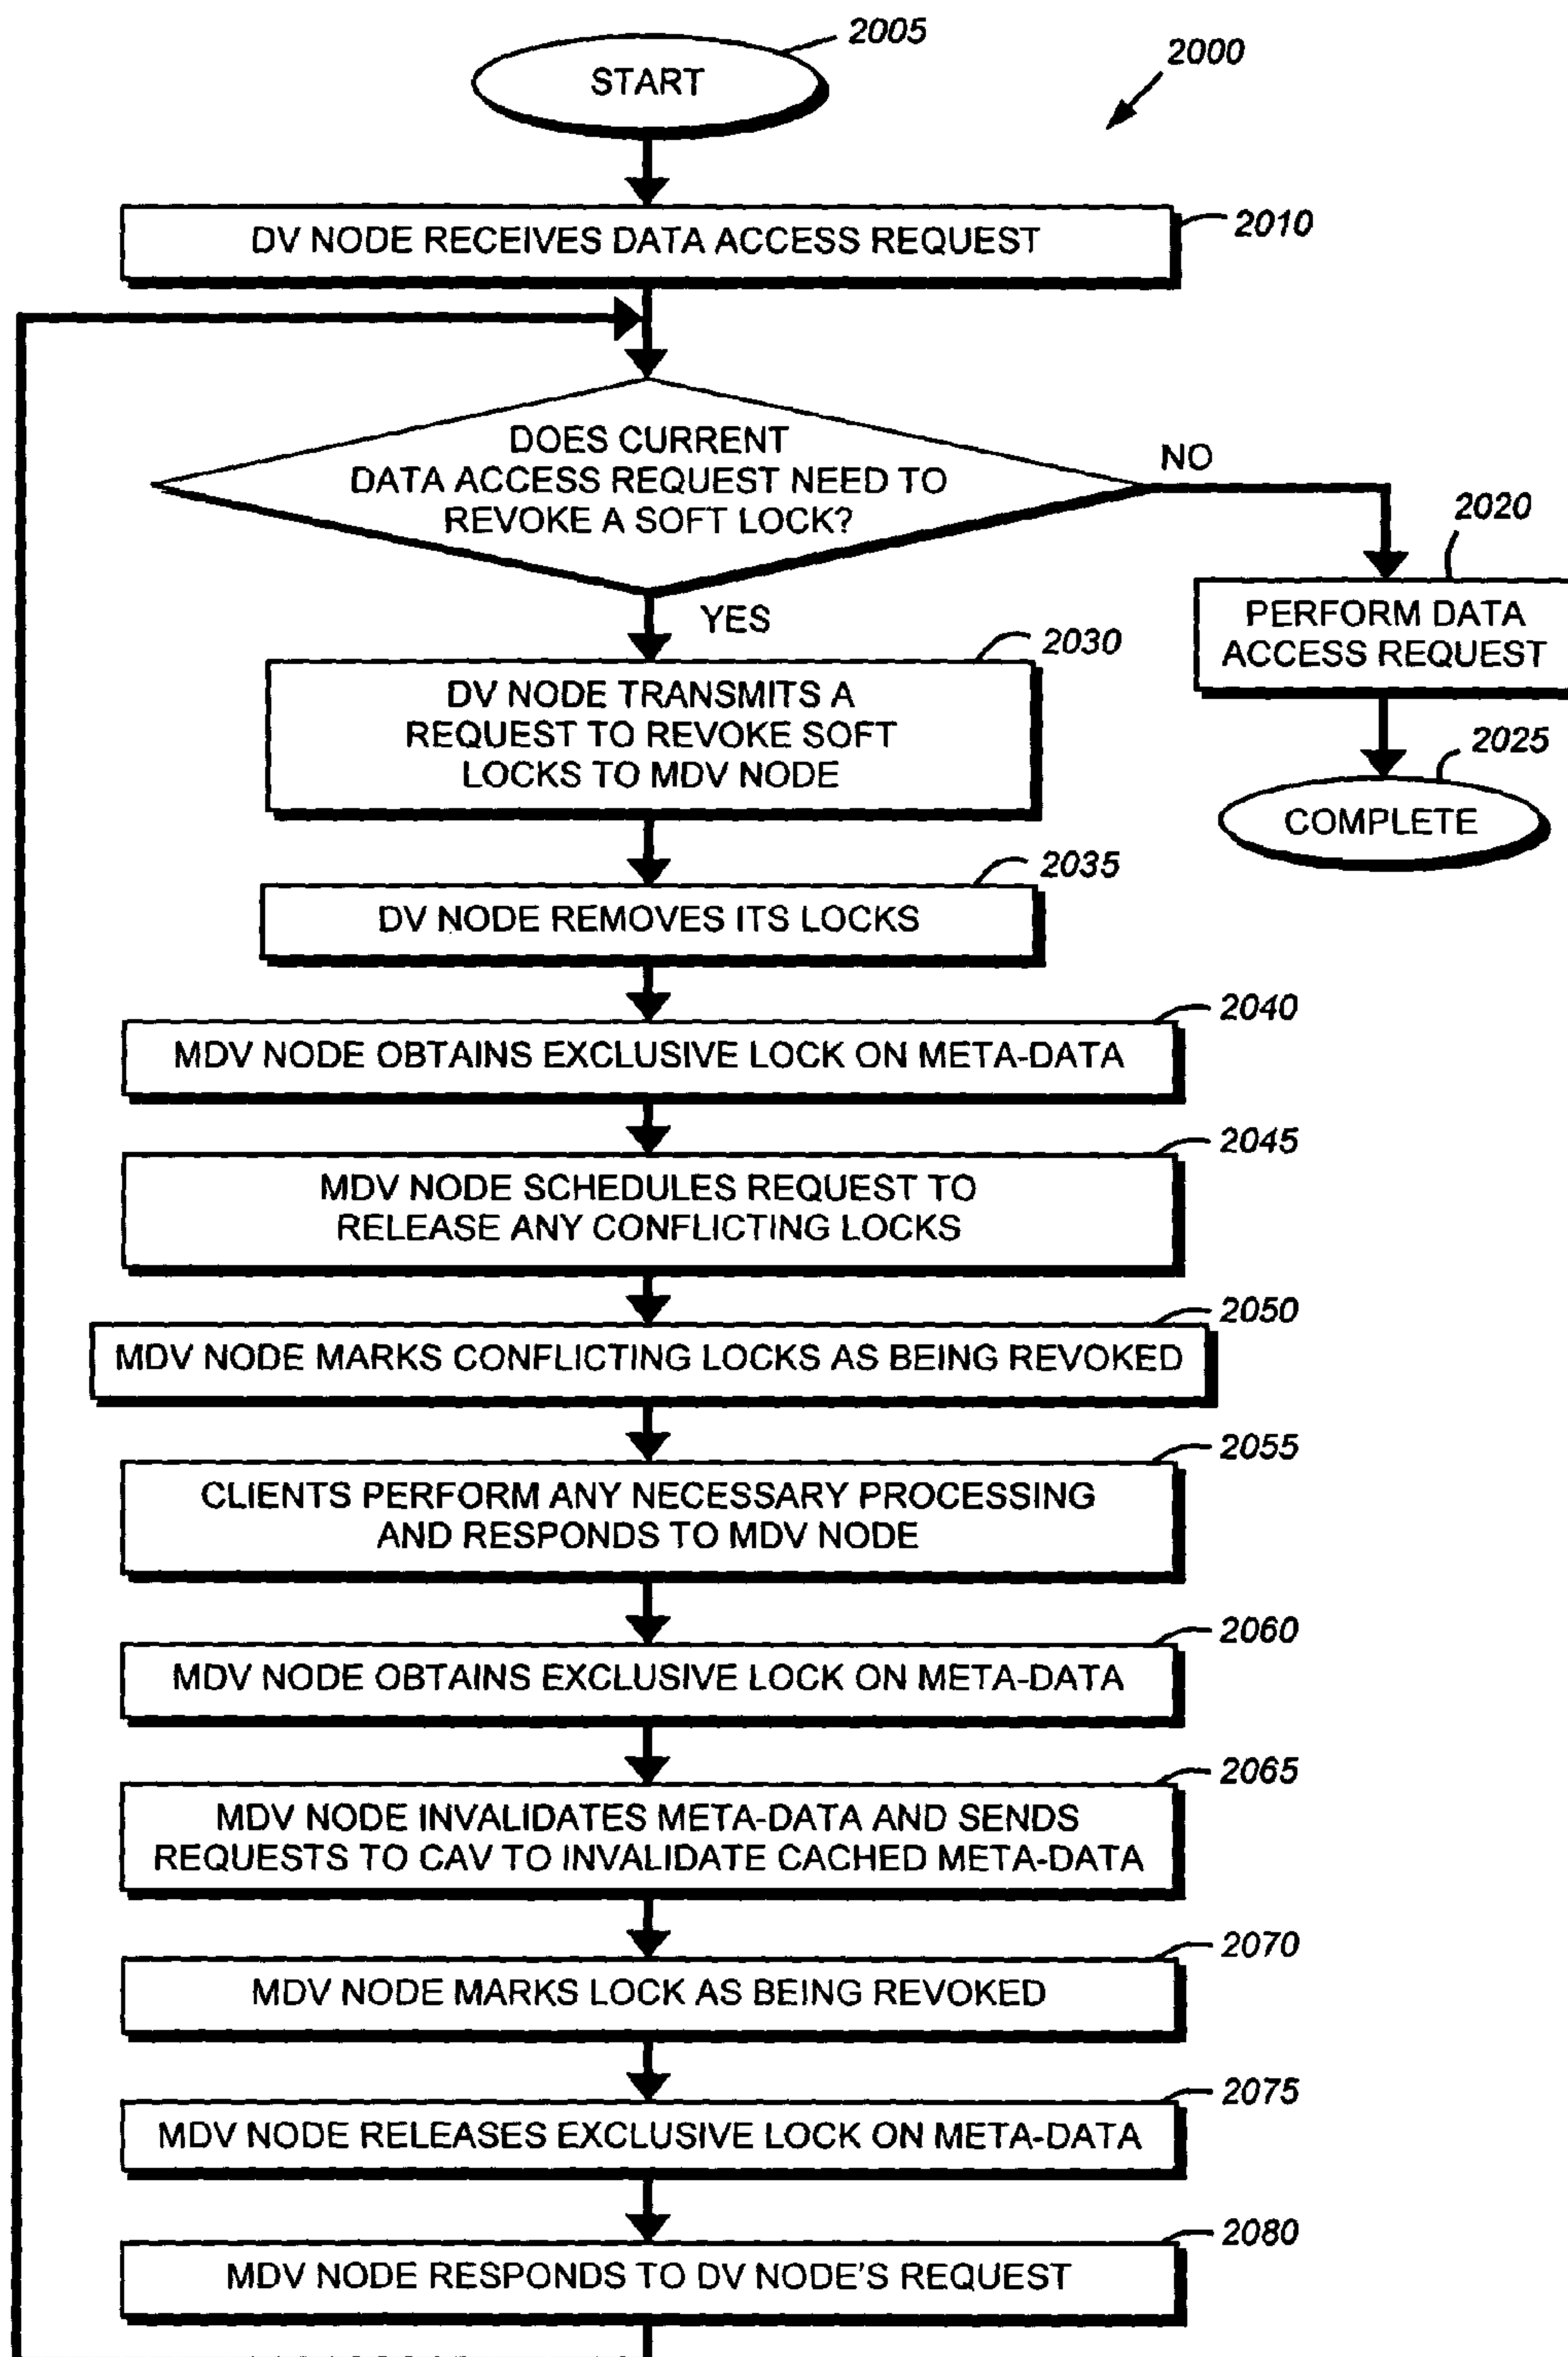 2005
START
2000
DV NODE RECEIVES DATA ACCESS REQUEST
2010
DOES CURRENT
DATA ACCESS REQUEST NEED TO
REVOKE A SOFT LOCK?
NO
2020
PERFORM DATA
ACCESS REQUEST
2025
COMPLETE
YES
2030
DV NODE TRANSMITS A
REQUEST TO REVOKE SOFT
LOCKS TO MDV NODE
2035
DV NODE REMOVES ITS LOCKS
2040
MDV NODE OBTAINS EXCLUSIVE LOCK ON META-DATA
2045
MDV NODE SCHEDULES REQUEST TO
RELEASE ANY CONFLICTING LOCKS
2050
MDV NODE MARKS CONFLICTING LOCKS AS BEING REVOKED
2055
CLIENTS PERFORM ANY NECESSARY PROCESSING
AND RESPONDS TO MDV NODE
2060
MDV NODE OBTAINS EXCLUSIVE LOCK ON META-DATA
2065
MDV NODE INVALIDATES META-DATA AND SENDS
REQUESTS TO CAV TO INVALIDATE CACHED META-DATA
2070
MDV NODE MARKS LOCK AS BEING REVOKED
2075
MDV NODE RELEASES EXCLUSIVE LOCK ON META-DATA
2080
MDV NODE RESPONDS TO DV NODE'S REQUEST